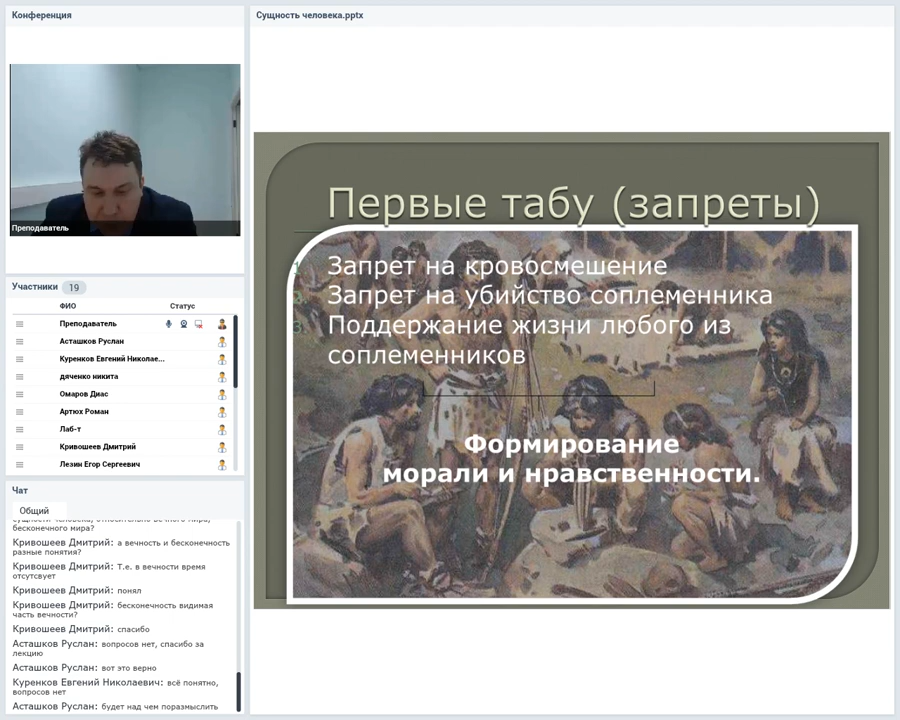 Конференция
Преподаватель
Участники 19
ФИО Статус
Преподаватель
Асташков Руслан
Куренков Евгений Николае...
дяченко никита
Омаров Диас
Артюх Роман
Лаб-т
Кривошеев Дмитрий
Лезин Егор Сергеевич
Чат
Общий
бесконечного мира?
Кривошеев Дмитрий: а вечность и бесконечность
разные понятия?
Кривошеев Дмитрий: Т.е. в вечности время
отсутсвует
Кривошеев Дмитрий: понял
Кривошеев Дмитрий: бесконечность видимая
часть вечности?
Кривошеев Дмитрий: спасибо
Асташков Руслан: вопросов нет, спасибо за
лекцию
Асташков Руслан: вот это верно
Куренков Евгений Николаевич: всё понятно,
вопросов нет
Асташков Руслан: будет над чем поразмыслить
Сущность человека.pptx
Первые табу (запреты)
1. Запрет на кровосмешение
2. Запрет на убийство соплеменника
3. Поддержание жизни любого из
соплеменников
Формирование
морали и нравственности.